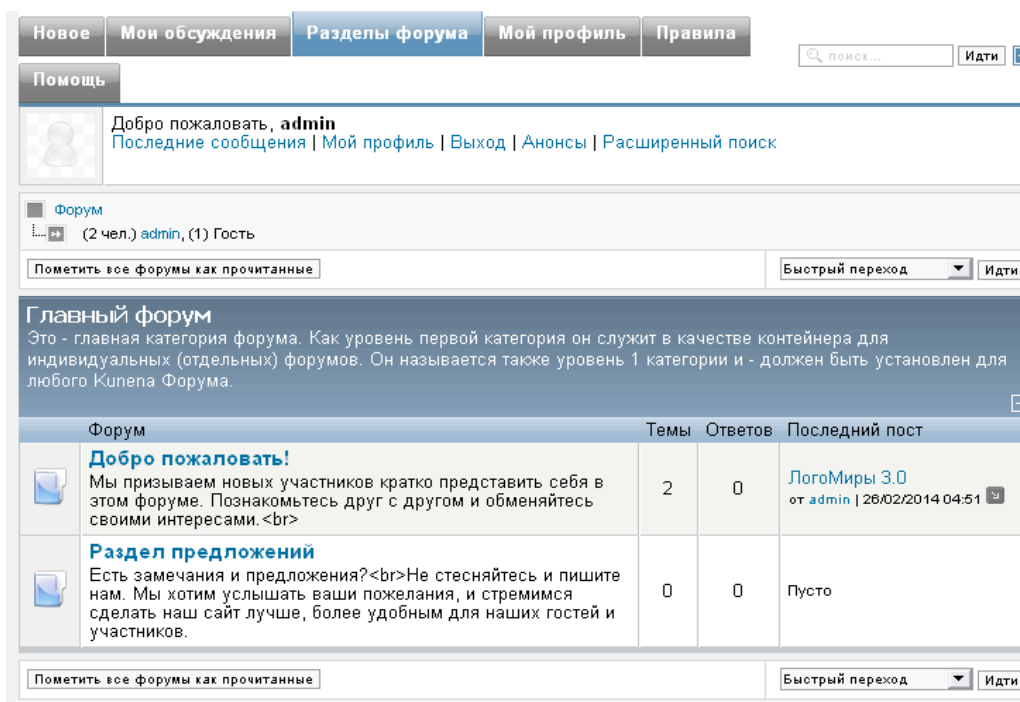 Новое Мои обсуждения Разделы форума Мой профиль Правила
поиск... Идти
Помощь
Добро пожаловать, admin
Последние сообщения | Мой профиль | Выход | Анонсы | Расширенный поиск
Форум
(2 чел.) admin, (1) Гость
Пометить все форумы как прочитанные Быстрый переход Идти
Главный форум
Это - главная категория форума. Как уровень первой категория он служит в качестве контейнера для
индивидуальных (отдельных) форумов. Он называется также уровень 1 категории и - должен быть установлен для
любого Kunena Форума.
Форум Темы Ответов Последний пост
Добро пожаловать!
Мы призываем новых участников кратко представить себя в
этом форуме. Познакомьтесь друг с другом и обменяйтесь
своими интересами.<br>
2 0
ЛогоМиры 3.0
от admin | 26/02/2014 04:51
Раздел предложений
Есть замечания и предложения?<br>Не стесняйтесь и пишите
нам. Мы хотим услышать ваши пожелания, и стремимся
сделать наш сайт лучше, более удобным для наших гостей и
участников.
0 0 Пусто
Пометить все форумы как прочитанные Быстрый переход Идти